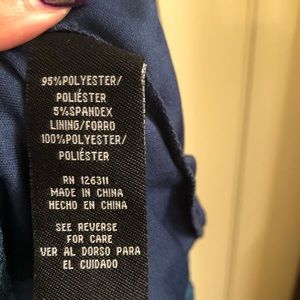 95%POLYESTER/
POLIÉSTER
5%SPANDEX
LINING/FORRO
100%POLYESTER/
POLIÉSTER
RN 126311
MADE IN CHINA
HECHO EN CHINA
SEE REVERSE
FOR CARE
VER AL DORSO PARA
EL CUIDADO